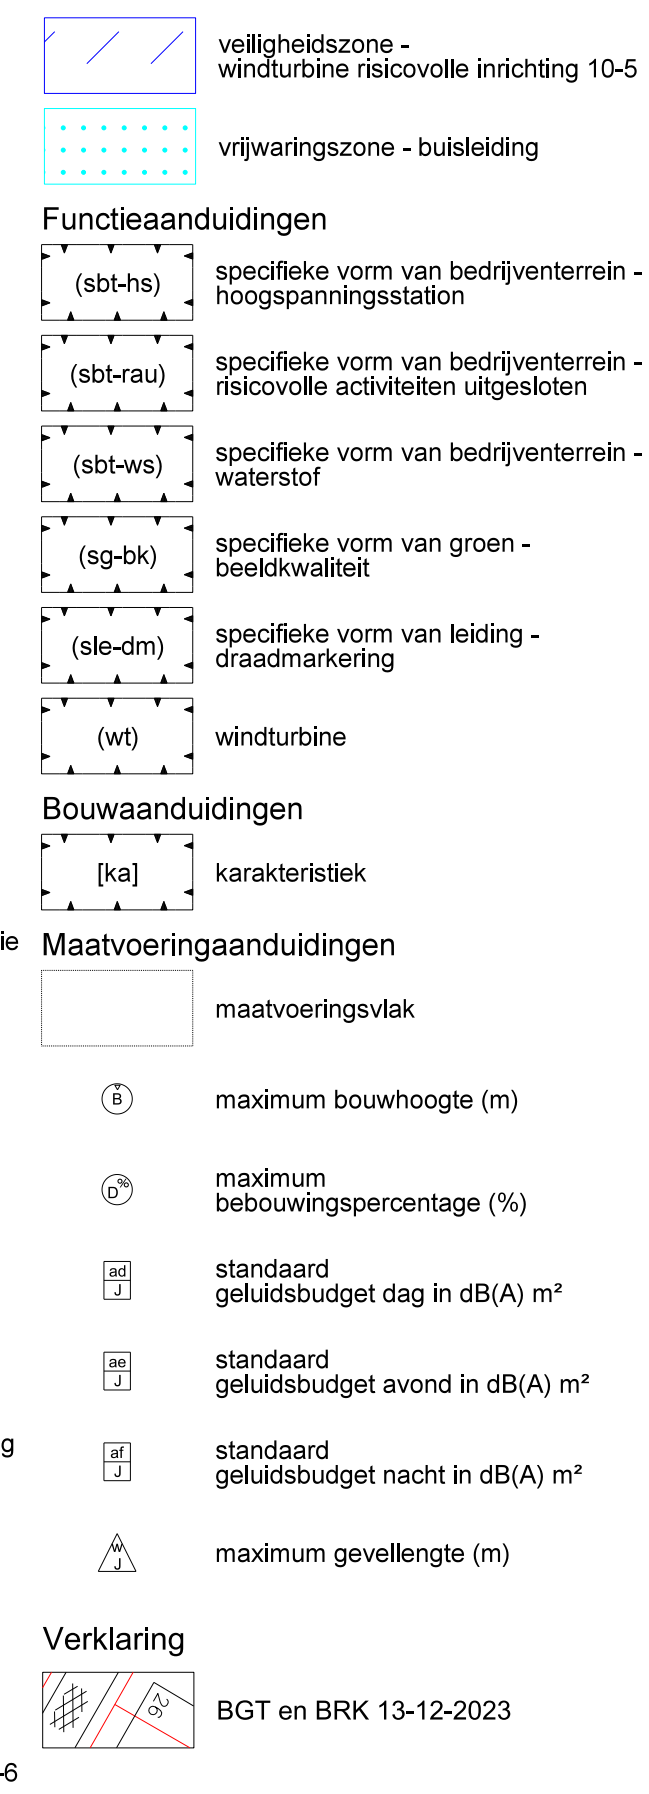 veiligheidszone -
windturbine risicovolle inrichting 10-5
vrijwaringszone - buisleiding
Functieaanduidingen
(sbt-hs)
specifieke vorm van bedrijventerrein -
hoogspanningsstation
(sbt-rau)
specifieke vorm van bedrijventerrein -
risicovolle activiteiten uitgesloten
(sbt-ws)
specifieke vorm van bedrijventerrein -
waterstof
(sg-bk)
specifieke vorm van groen -
beeldkwaliteit
(sle-dm)
specifieke vorm van leiding -
draadmarkering
(wt)
windturbine
Bouwaanduidingen
[ka]
karakteristiek
ie
Maatvoeringaanduidingen
maatvoeringsvlak
B
maximum bouwhoogte (m)
D%
maximum
bebouwingspercentage (%)
ad
J
standaard
geluidsbudget dag in dB(A) m²
ae
J
standaard
geluidsbudget avond in dB(A) m²
g
af
J
standaard
geluidsbudget nacht in dB(A) m²
w
J
maximum gevellengte (m)
Verklaring
26
BGT en BRK 13-12-2023
-6